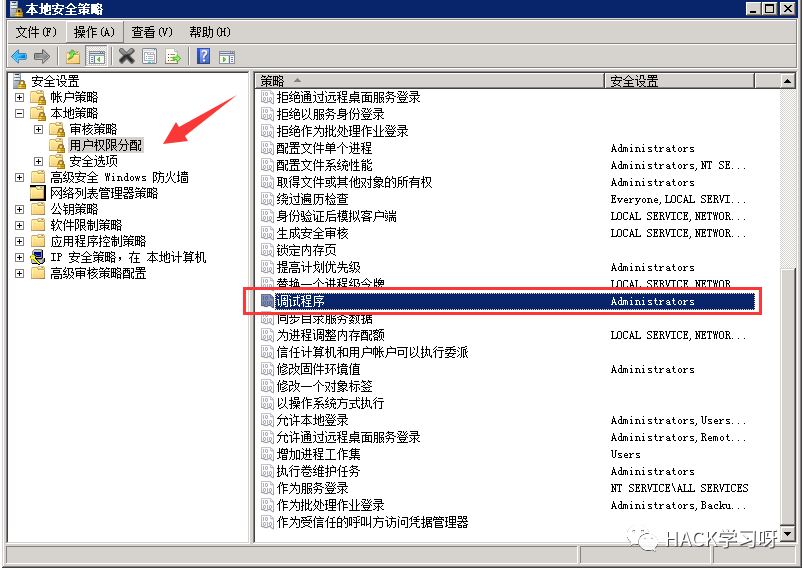 本地安全策略
文件(F) 操作(A) 查看(V) 帮助(H)
安全设置
帐户策略
本地策略
审核策略
用户权限分配
安全选项
高级安全 Windows 防火墙
网络列表管理器策略
公钥策略
软件限制策略
应用程序控制策略
IP 安全策略，在 本地计算机
高级审核策略配置
策略 安全设置
拒绝通过远程桌面服务登录
拒绝以服务身份登录
拒绝作为批处理作业登录
配置文件单个进程 Administrators
配置文件系统性能 Administrators,NT SE...
取得文件或其他对象的所有权 Administrators
绕过遍历检查 Everyone,LOCAL SERVI...
身份验证后模拟客户端 LOCAL SERVICE,NETWOR...
生成安全审核 LOCAL SERVICE,NETWOR...
锁定内存页
提高计划优先级 Administrators
替换一个进程级令牌 LOCAL SERVICE,NETWOR...
调试程序 Administrators
同步目录服务数据
为进程调整内存配额 LOCAL SERVICE,NETWOR...
信任计算机和用户帐户可以执行委派
修改固件环境值 Administrators
修改一个对象标签
以操作系统方式执行
允许本地登录 Administrators,Users...
允许通过远程桌面服务登录 Administrators,Remot...
增加进程工作集 Users
执行卷维护任务 Administrators
作为服务登录 NT SERVICE\ALL SERVICES
作为批处理作业登录 Administrators,Backu...
作为受信任的呼叫方访问凭据管理器
HACK学习呀